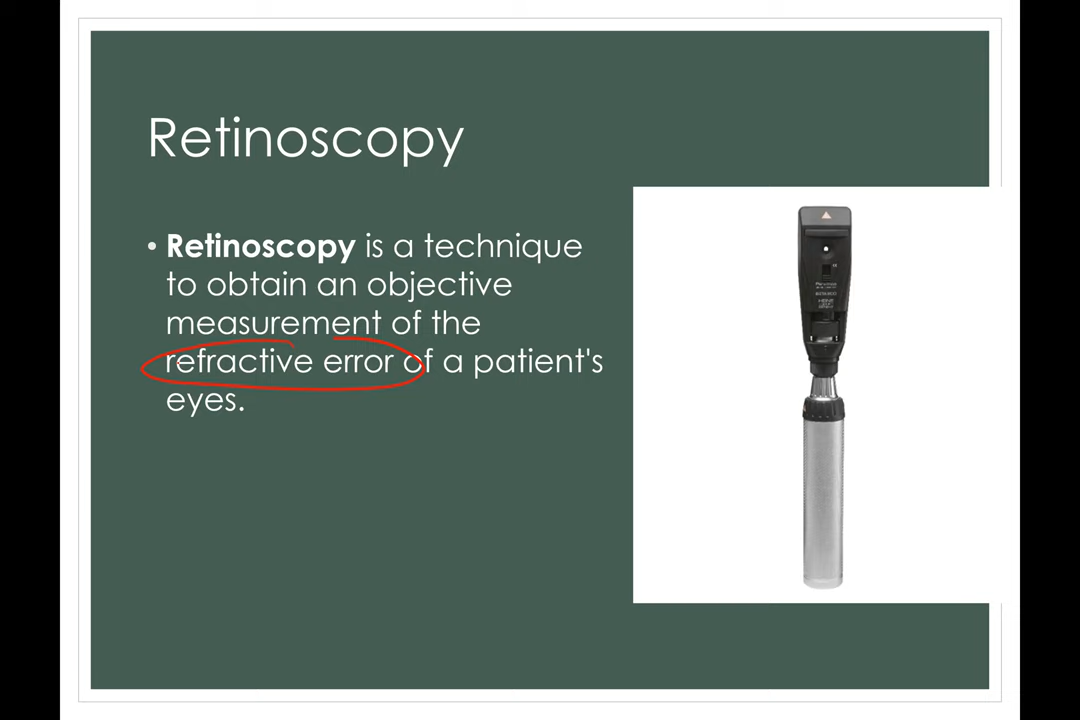 Retinoscopy
• Retinoscopy is a technique
to obtain an objective
measurement of the
refractive error of a patient's
eyes.